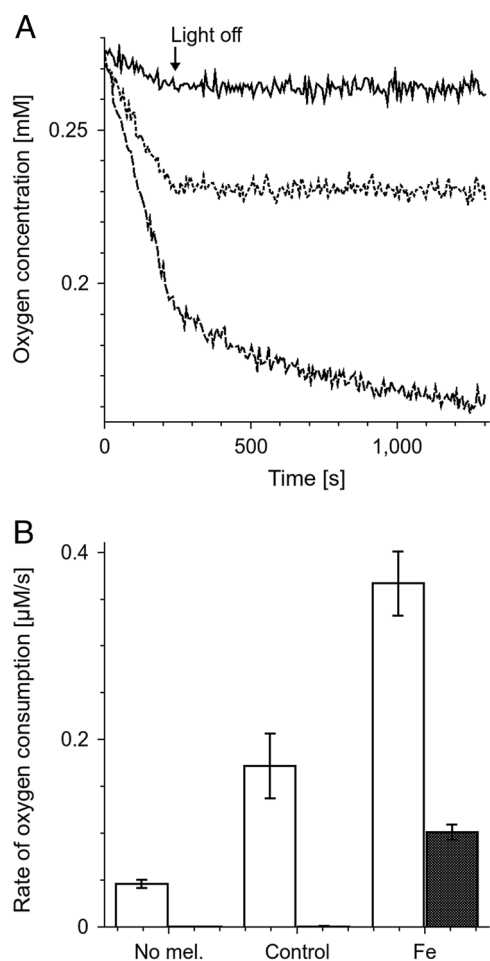 A
Light off
Oxygen concentration [mM]
0.25
0.2
0
500
1,000
Time [s]
B
Rate of oxygen consumption [µM/s]
0.4
0.2
0
No mel.
Control
Fe